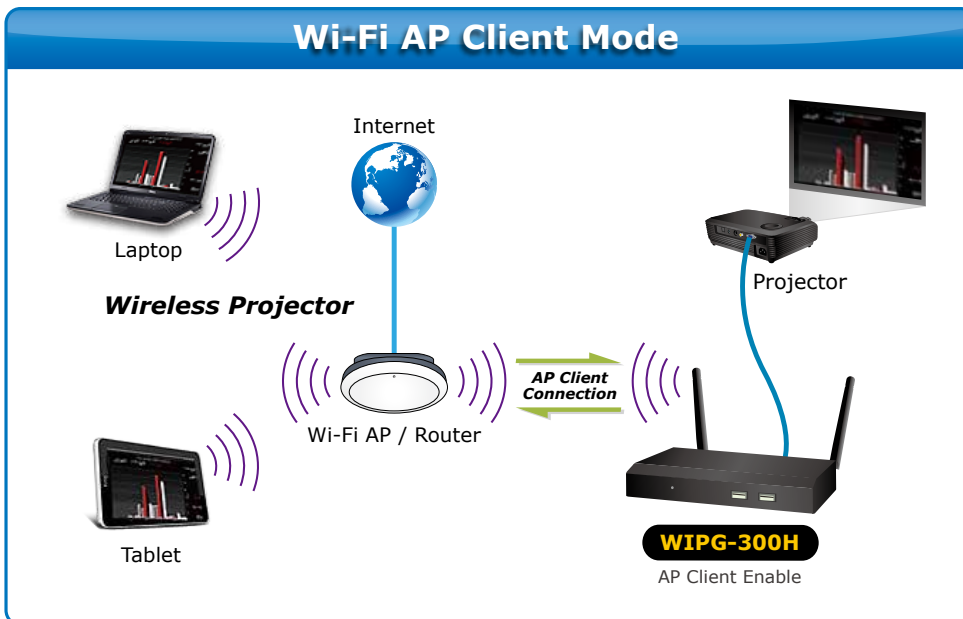 Wi-Fi AP Client Mode
Internet
Laptop
Projector
Wireless Projector
AP Client
Connection
Wi-Fi AP / Router
Tablet
WIPG-300H
AP Client Enable